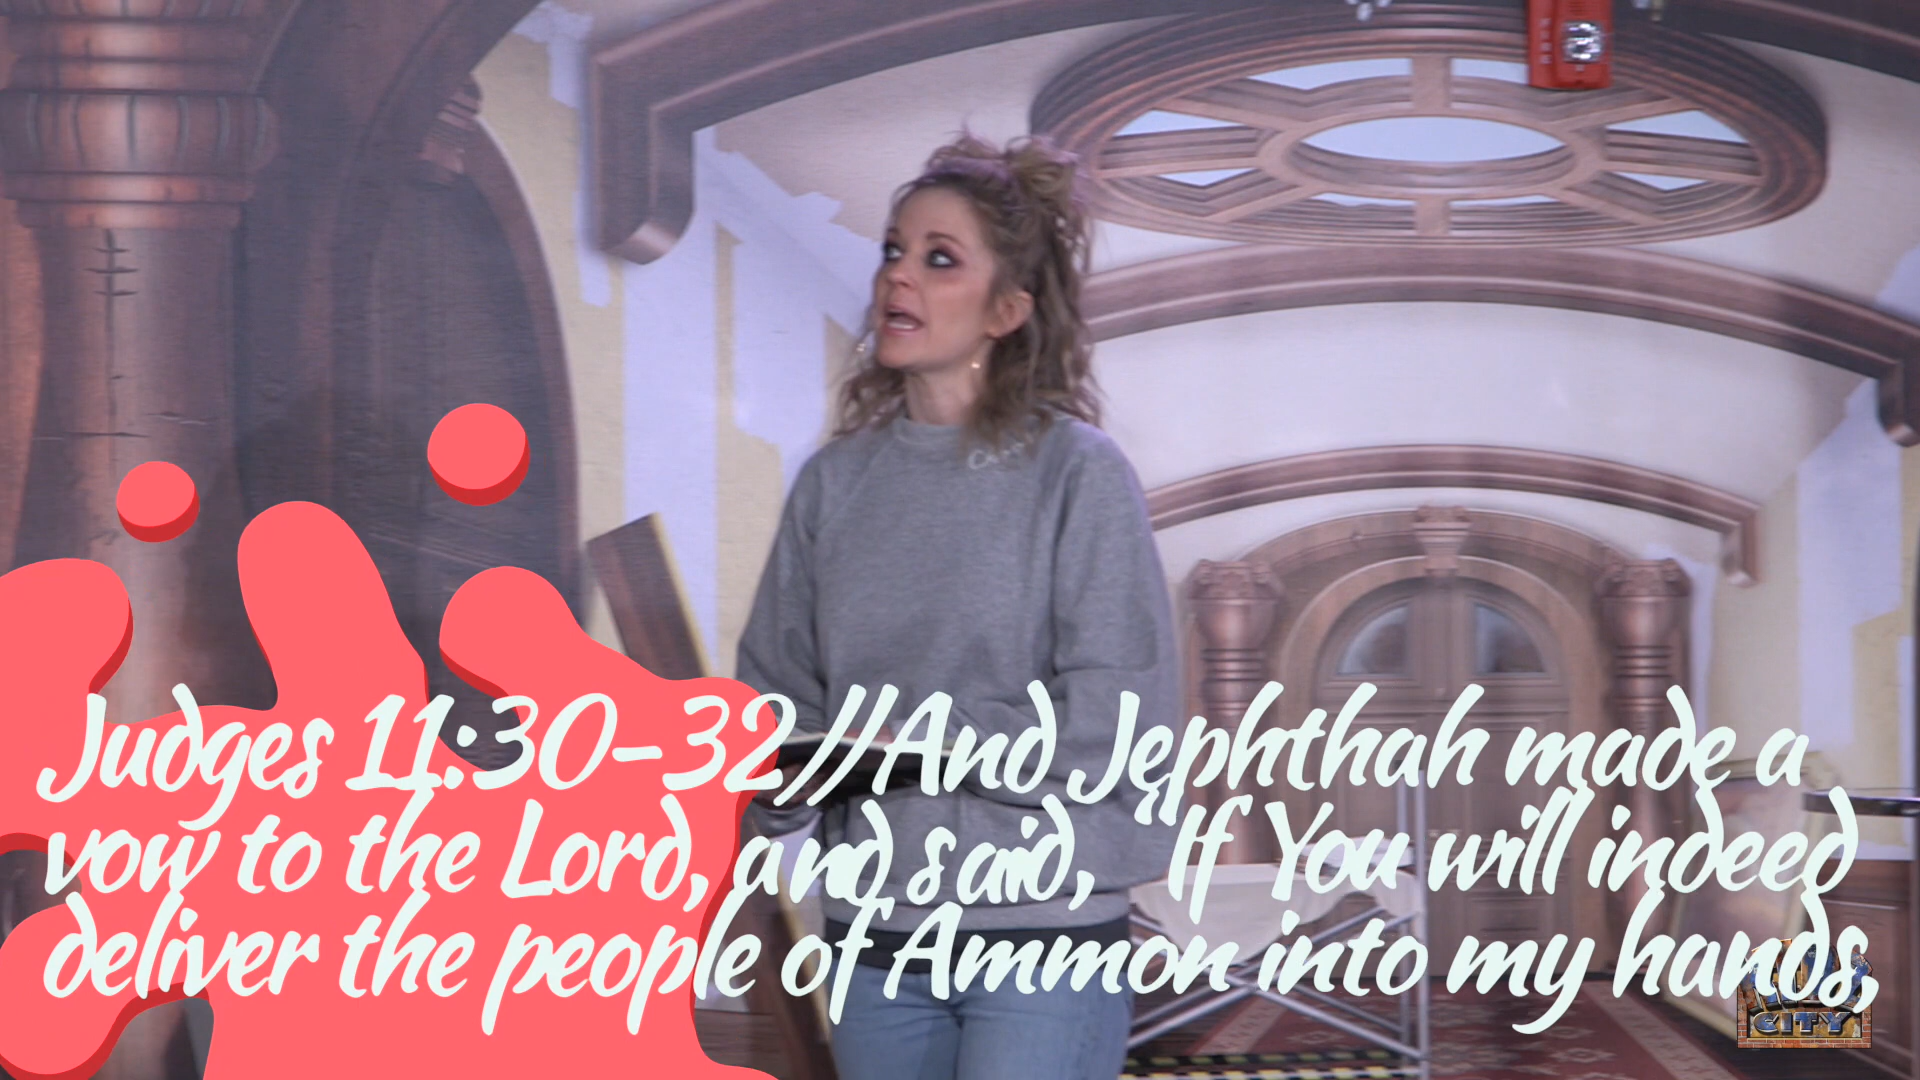 Judges 11:30-32//And Jephthah made a
vow to the Lord, and said, "If You will indeed
deliver the people of Ammon into my hands,
CITY